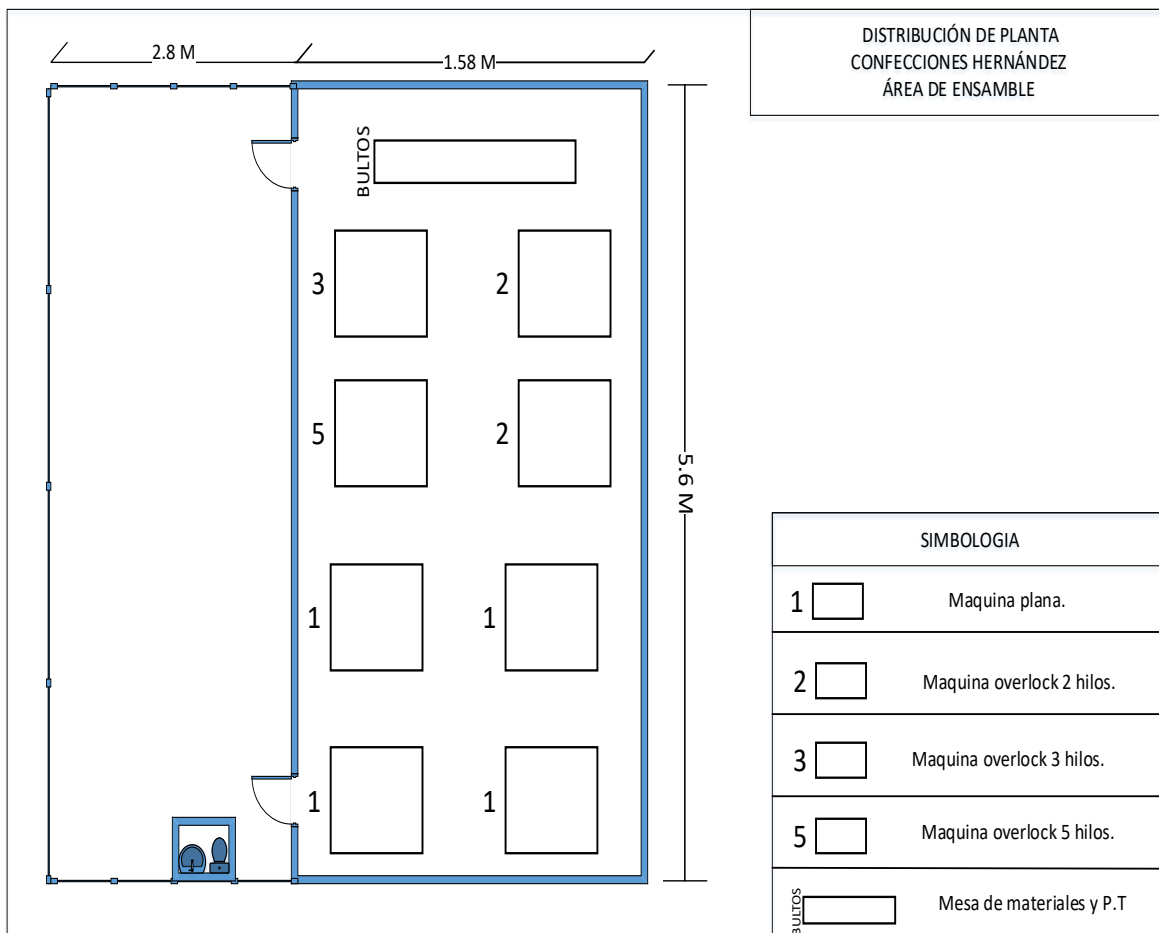 DISTRIBUCIÓN DE PLANTA
CONFECCIONES HERNÁNDEZ
ÁREA DE ENSAMBLE
2.8 M
1.58 M
BULTOS
3
2
5
2
5.6 M
1
1
1
1
SIMBOLOGIA
1 Maquina plana.
2 Maquina overlock 2 hilos.
3 Maquina overlock 3 hilos.
5 Maquina overlock 5 hilos.
BULTOS Mesa de materiales y P.T